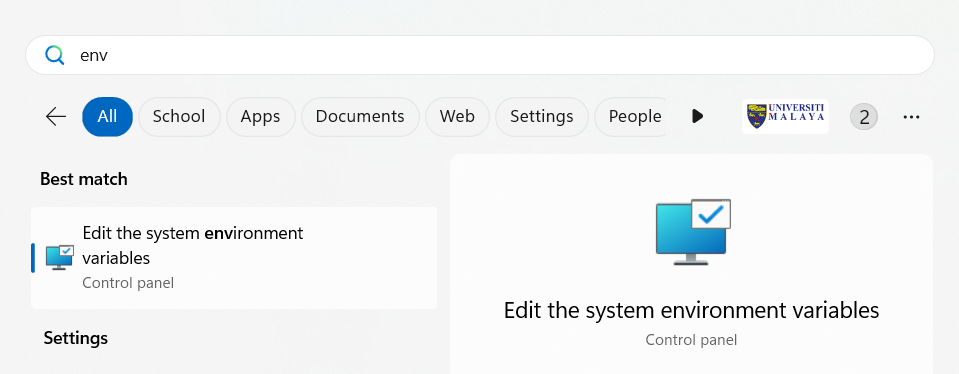 env
All School Apps Documents Web Settings People
UNIVERSITI
MALAYA
2
Best match
Edit the system environment
variables
Control panel
Edit the system environment variables
Control panel
Settings